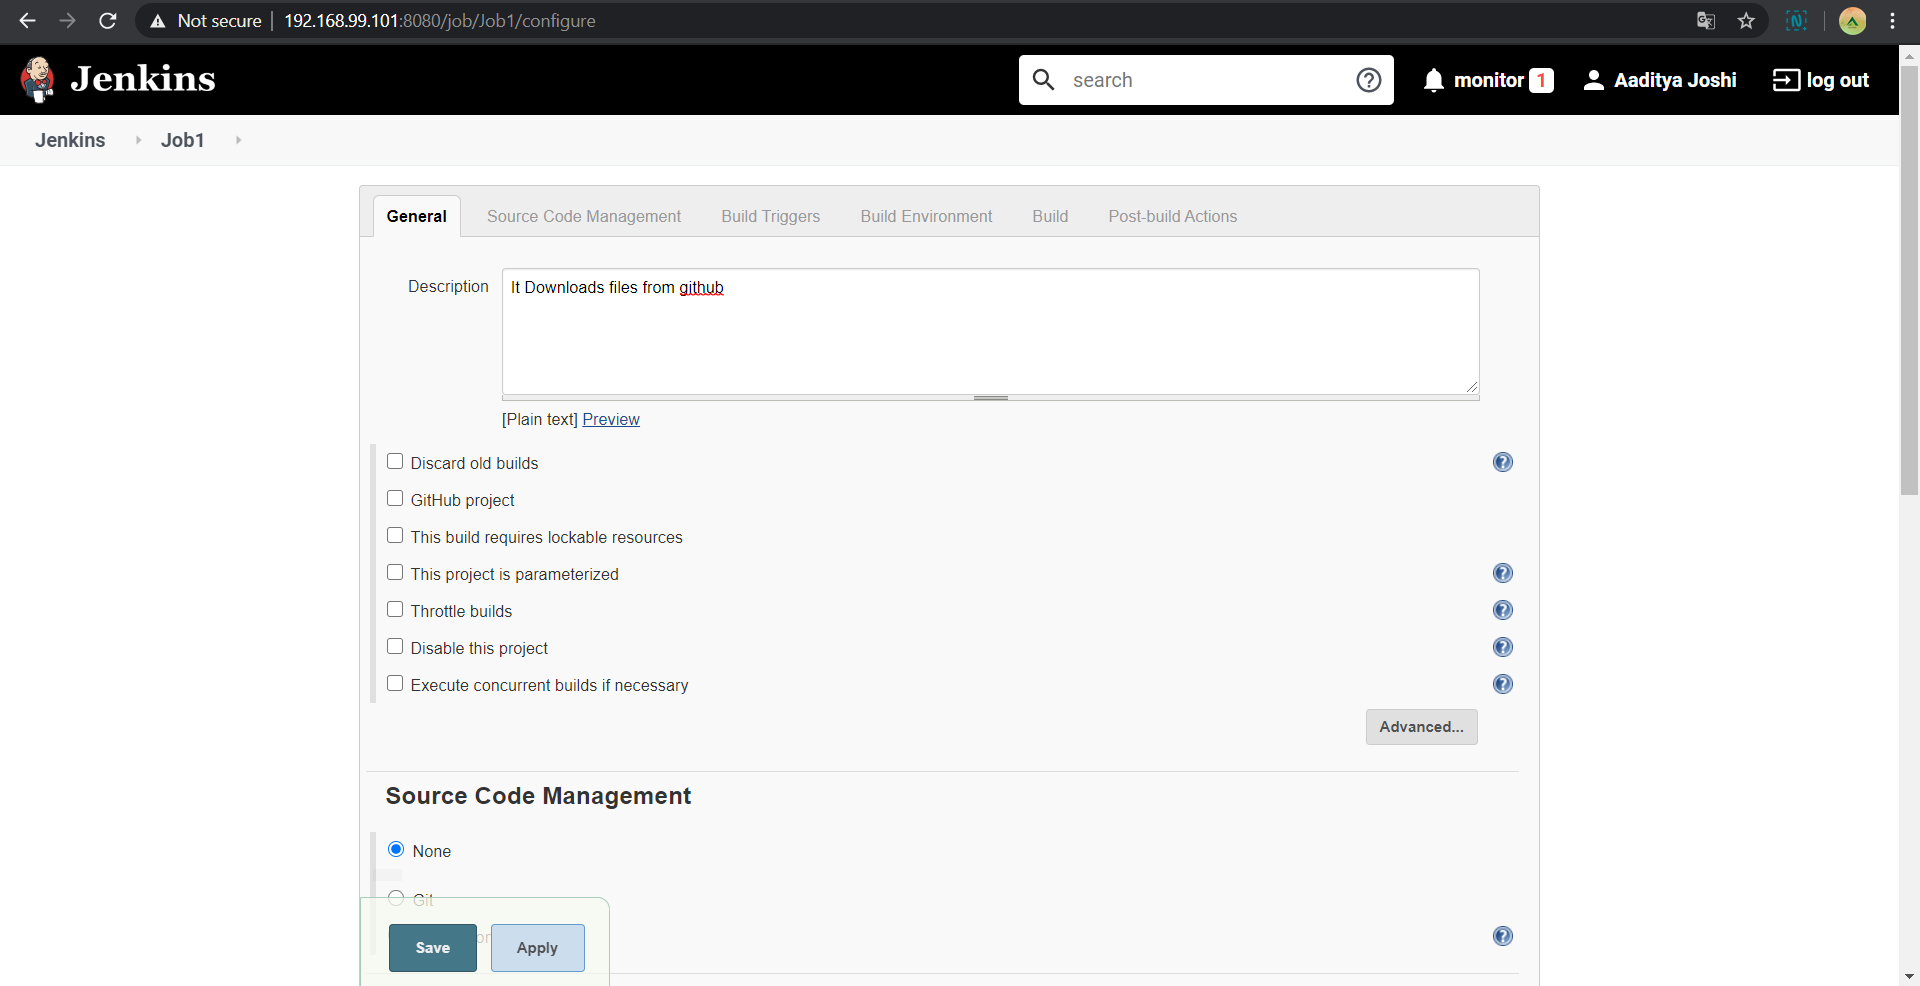 Not secure | 192.168.99.101:8080/job/Job1/configure
Jenkins
search
monitor 1
Aaditya Joshi
log out
Jenkins
Job1
General
Source Code Management
Build Triggers
Build Environment
Build
Post-build Actions
Description
It Downloads files from github
[Plain text] Preview
Discard old builds
GitHub project
This build requires lockable resources
This project is parameterized
Throttle builds
Disable this project
Execute concurrent builds if necessary
Advanced...
Source Code Management
None
Git
Save
Apply